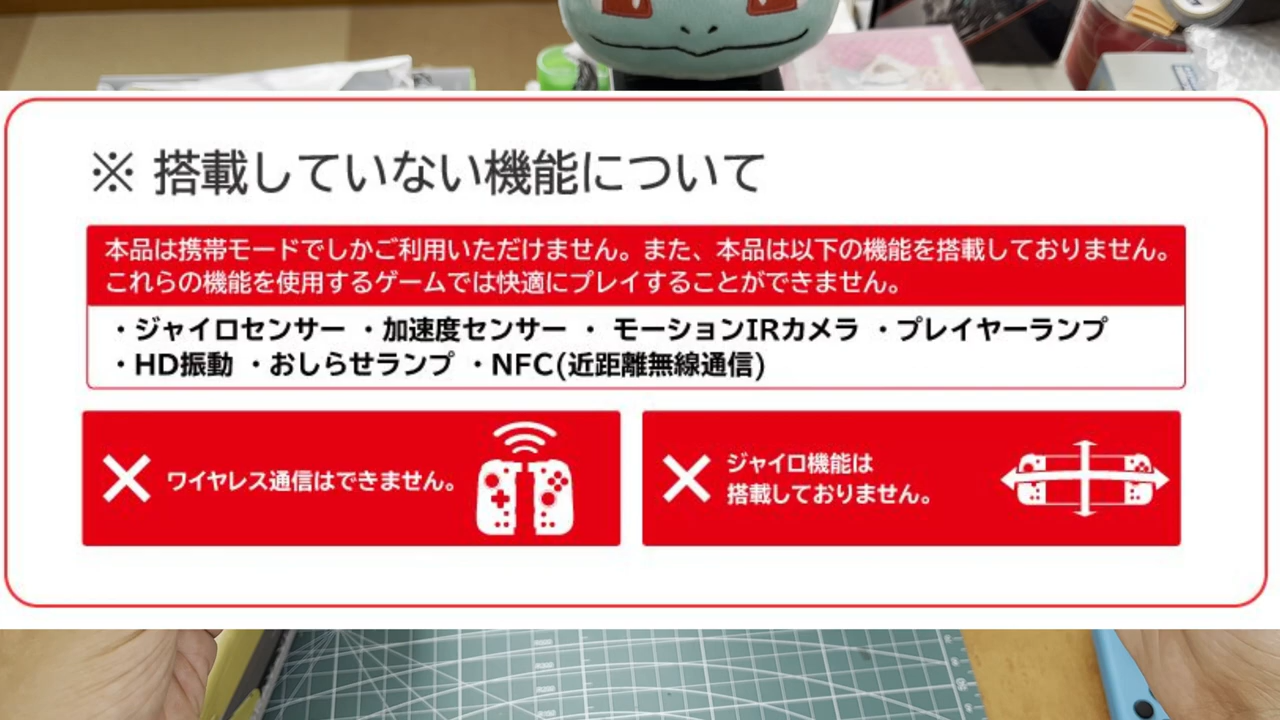 ※ 搭載していない機能について
本品は携帯モードでしかご利用いただけません。また、本品は以下の機能を搭載しておりません。
これらの機能を使用するゲームでは快適にプレイすることができません。
・ジャイロセンサー ・加速度センサー ・ モーションIRカメラ ・プレイヤーランプ
・HD振動 ・おしらせランプ ・NFC(近距離無線通信)
ワイヤレス通信はできません。
ジャイロ機能は
搭載しておりません。